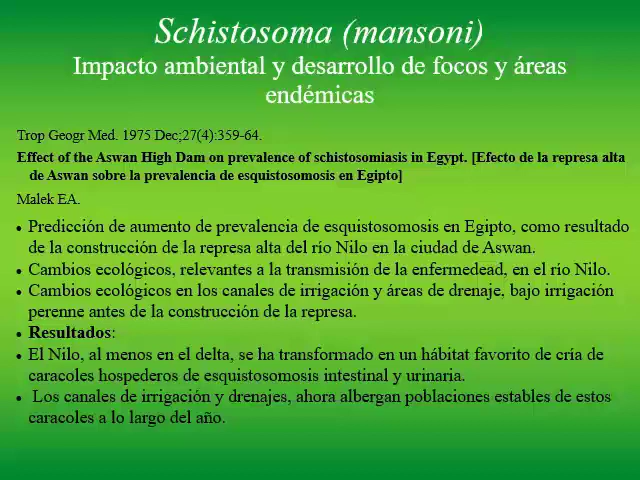 Schistosoma (mansoni)
Impacto ambiental y desarrollo de focos y áreas
endémicas
Trop Geogr Med. 1975 Dec;27(4):359-64.
Effect of the Aswan High Dam on prevalence of schistosomiasis in Egypt. [Efecto de la represa alta
de Aswan sobre la prevalencia de esquistosomosis en Egipto]
Malek EA.
• Predicción de aumento de prevalencia de esquistosomosis en Egipto, como resultado
de la construcción de la represa alta del río Nilo en la ciudad de Aswan.
• Cambios ecológicos, relevantes a la transmisión de la enfermedead, en el río Nilo.
• Cambios ecológicos en los canales de irrigación y áreas de drenaje, bajo irrigación
perenne antes de la construcción de la represa.
• Resultados:
• El Nilo, al menos en el delta, se ha transformado en un hábitat favorito de cría de
caracoles hospederos de esquistosomosis intestinal y urinaria.
• Los canales de irrigación y drenajes, ahora albergan poblaciones estables de estos
caracoles a lo largo del año.